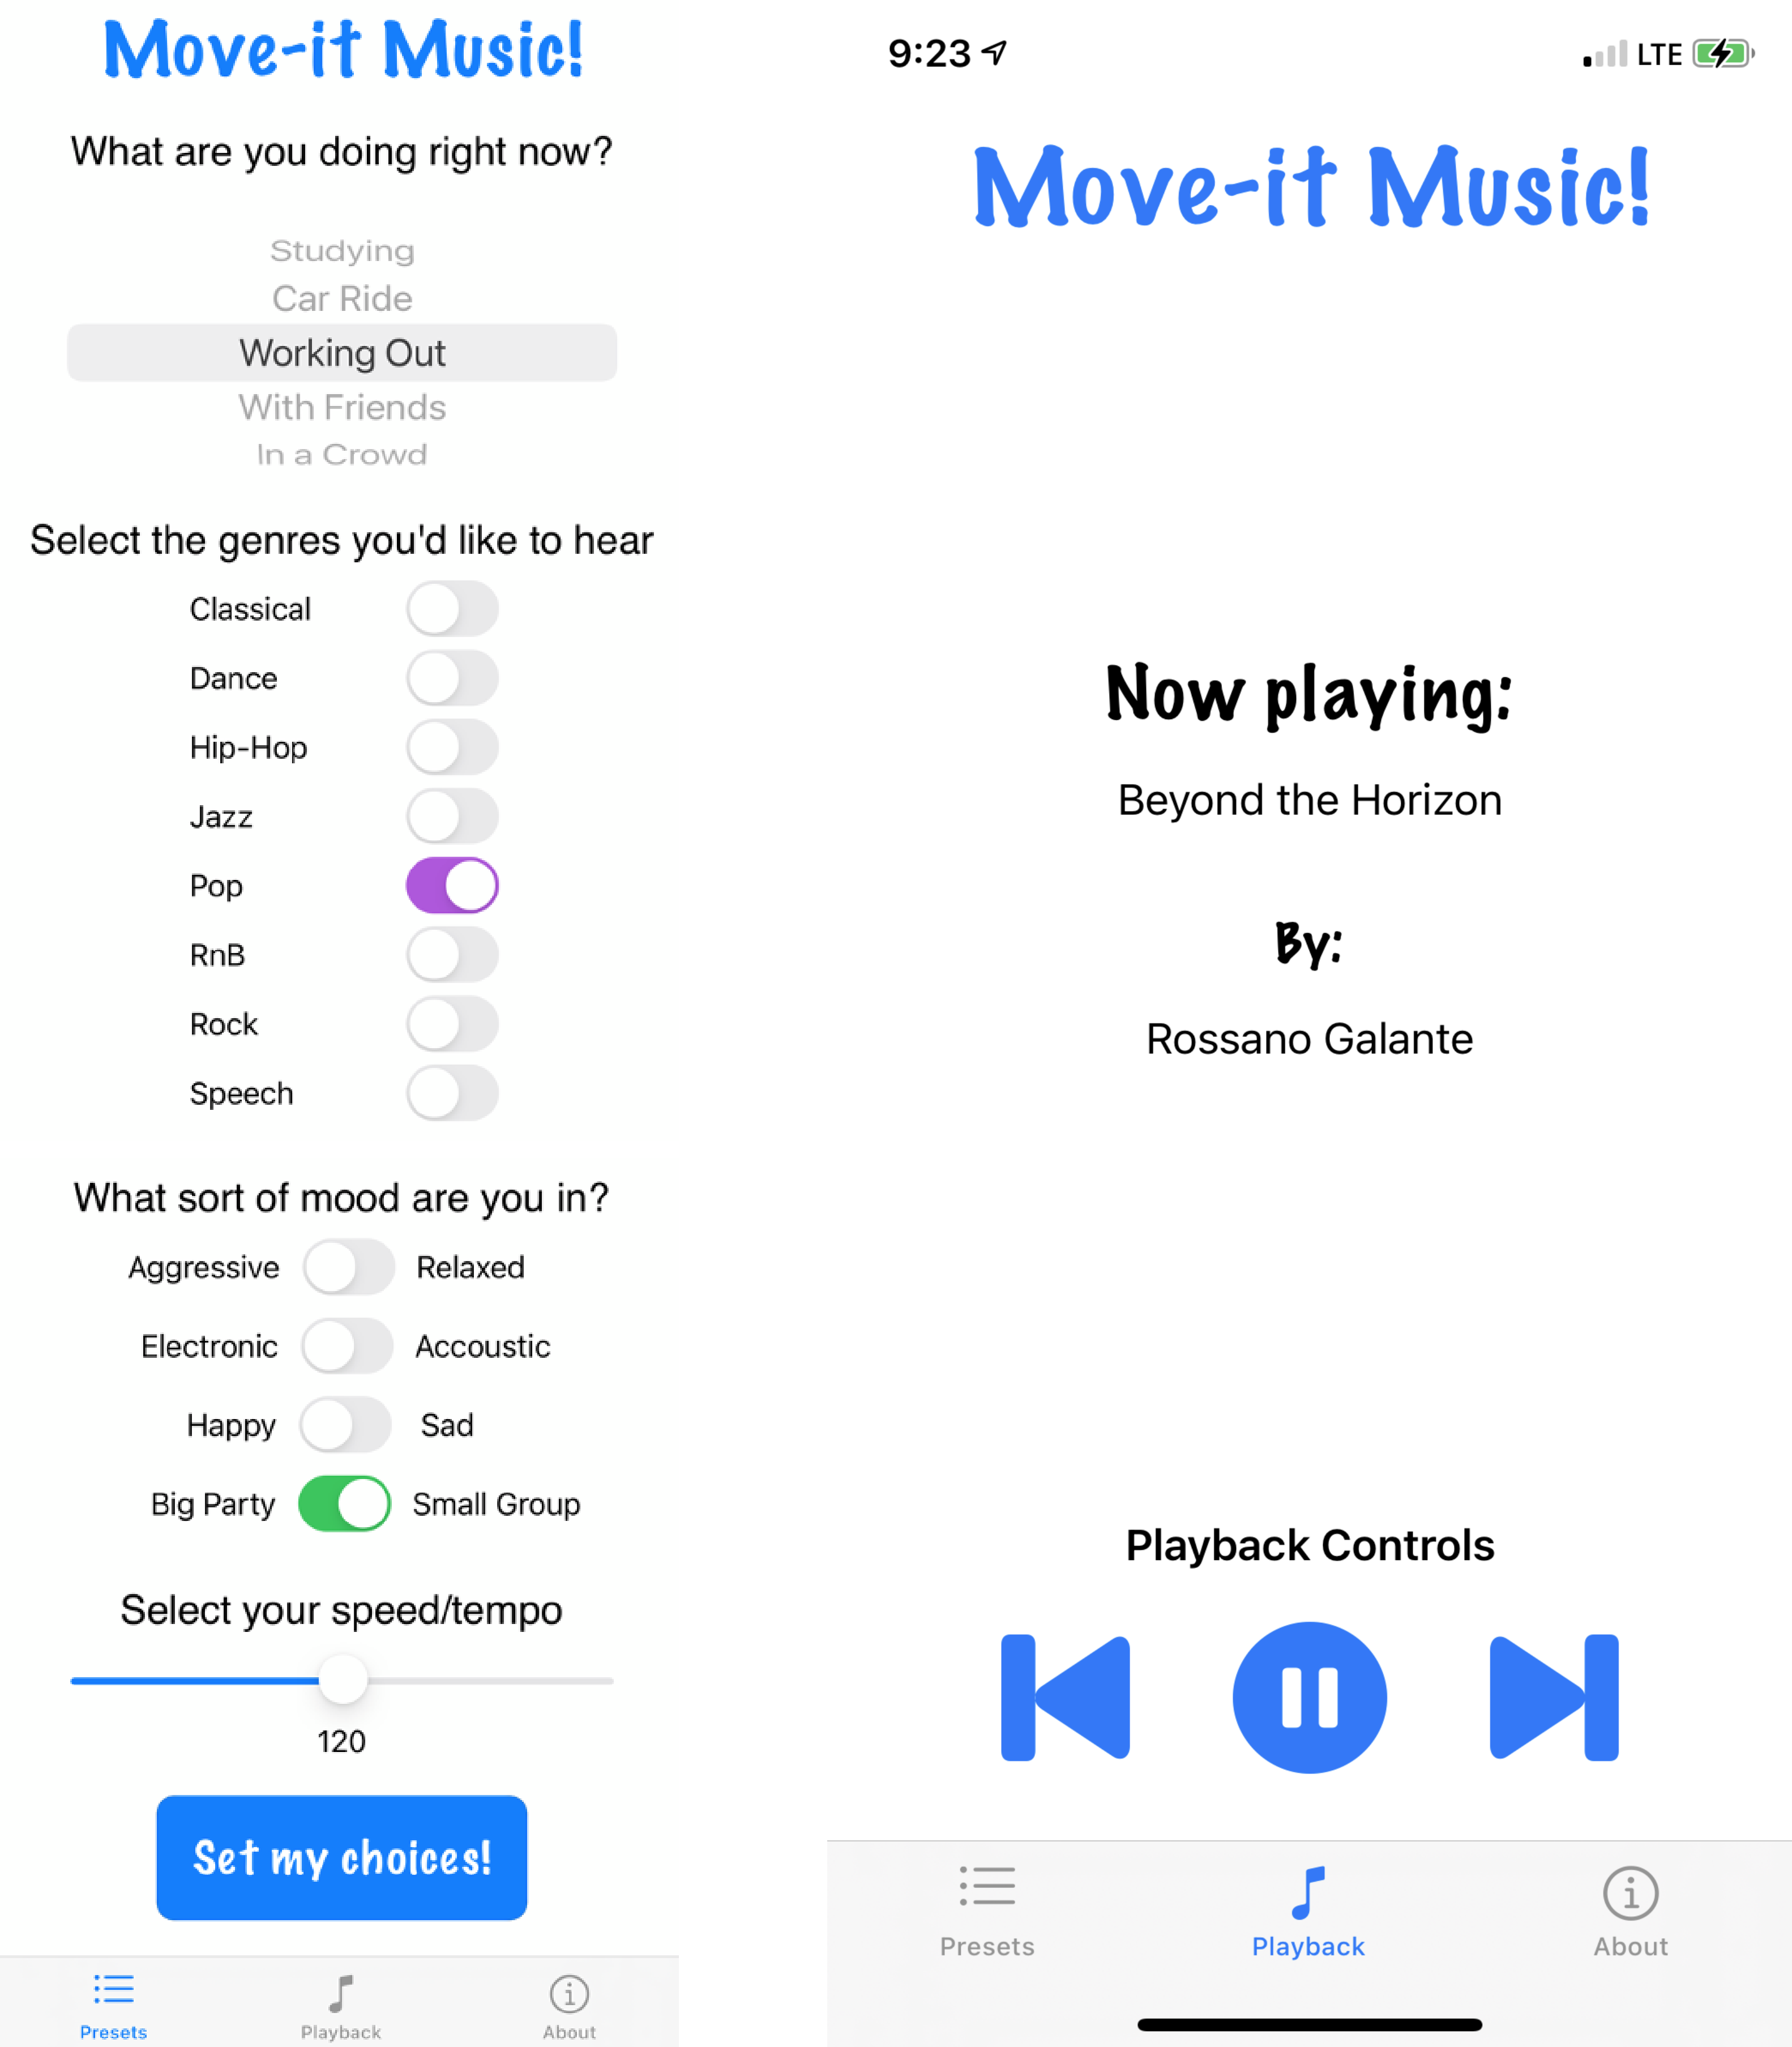 Move-it Music!
What are you doing right now?
Studying
Car Ride
Working Out
With Friends
In a Crowd
Select the genres you'd like to hear
Classical
Dance
Hip-Hop
Jazz
Pop
RnB
Rock
Speech
What sort of mood are you in?
Aggressive Relaxed
Electronic Accoustic
Happy Sad
Big Party Small Group
Select your speed/tempo
120
Set my choices!
Presets Playback About
9:23 LTE
Move-it Music!
Now playing:
Beyond the Horizon
By:
Rossano Galante
Playback Controls
Presets Playback About